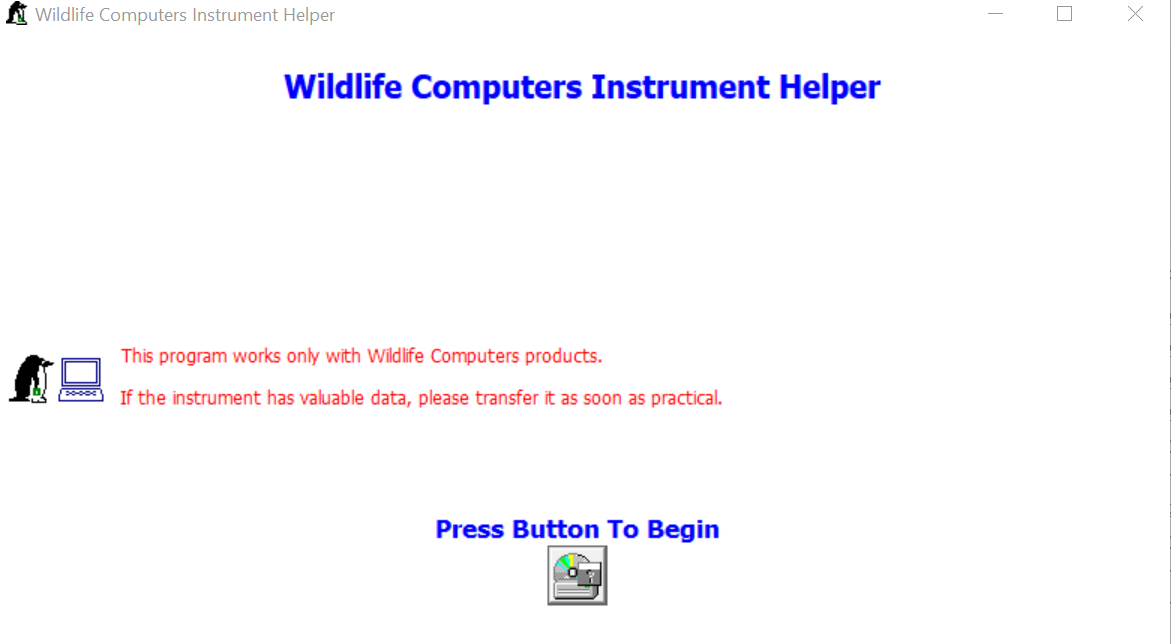 Wildlife Computers Instrument Helper
Wildlife Computers Instrument Helper
This program works only with Wildlife Computers products.
If the instrument has valuable data, please transfer it as soon as practical.
Press Button To Begin